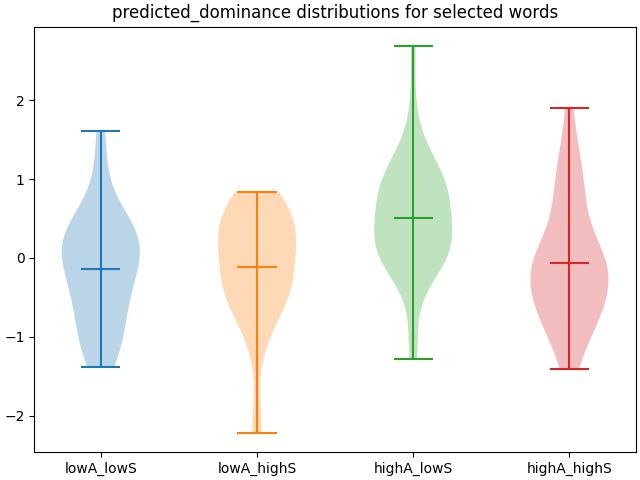 predicted_dominance distributions for selected words
2
1
0
−1
−2
lowA_lowS
lowA_highS
highA_lowS
highA_highS